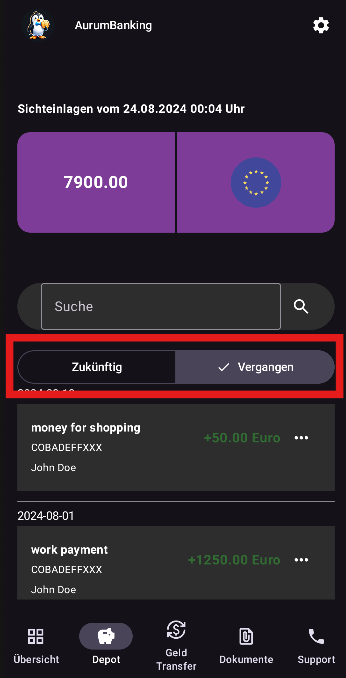 AurumBanking
Sichteinlagen vom 24.08.2024 00:04 Uhr
7900.00
Suche
Zukünftig
Vergangen
money for shopping
COBADEFFXXX
John Doe
+50.00 Euro
2024-08-01
work payment
COBADEFFXXX
John Doe
+1250.00 Euro
Übersicht
Depot
Geld
Transfer
Dokumente
Support